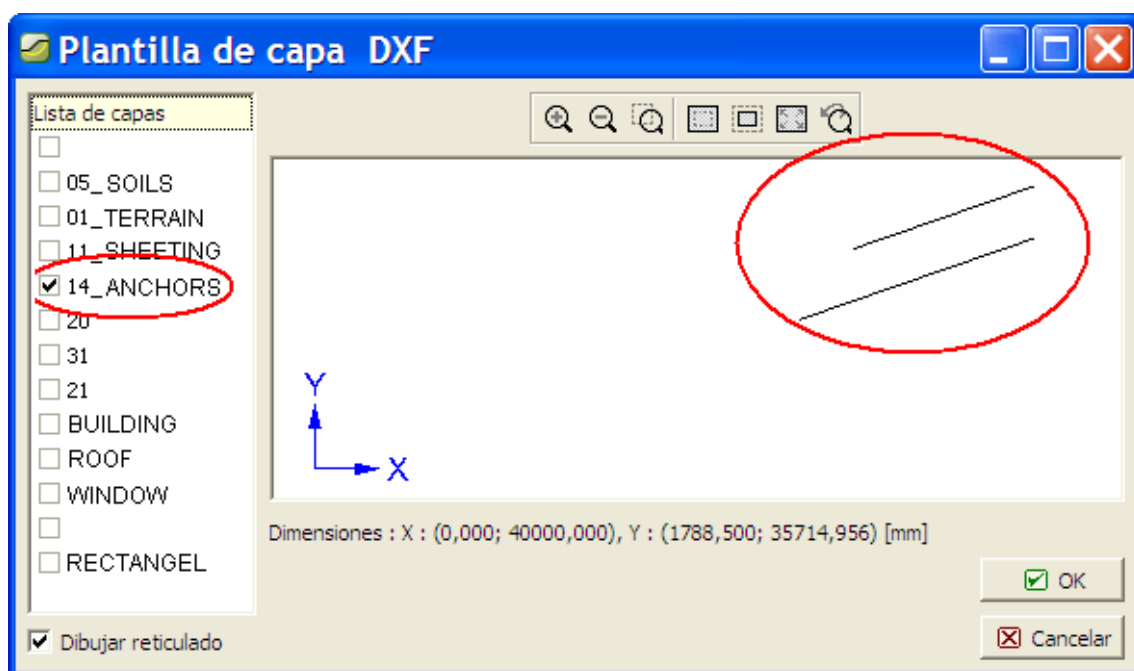 Plantilla de capa DXF
Lista de capas
05_SOILS
01_TERRAIN
11_SHEETING
14_ANCHORS
20
31
21
BUILDING
ROOF
WINDOW
RECTANGEL
Y
X
Dimensiones : X : (0,000; 40000,000), Y : (1788,500; 35714,956) [mm]
OK
Dibujar reticulado
Cancelar